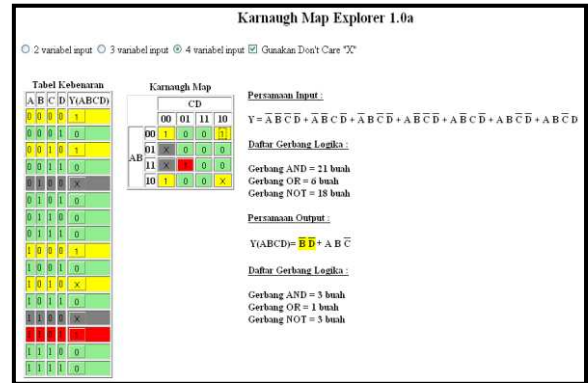 Karnaugh Map Explorer 1.0a
2 variabel input 3 variabel input 4 variabel input Gunakan Don't Care "X"
Tabel Kebenaran
A B C D Y(ABCD)
0 0 0 0 1
0 0 0 1 0
0 0 1 0 1
0 0 1 1 0
0 1 0 0 X
0 1 0 1 0
0 1 1 0 0
0 1 1 1 0
1 0 0 0 1
1 0 0 1 0
1 0 1 0 X
1 0 1 1 0
1 1 0 0 X
1 1 0 1
1 1 1 0 0
1 1 1 1 0
Karnaugh Map
CD
00 01 11 10
AB
00 1 0 0 1
01 X 0 0 0
11 X 0 0
10 1 0 0 X
Persamaan Input :
Y = A̅ B̅ C̅ D̅ + A̅ B̅ C D̅ + A̅ B C̅ D̅ + A B̅ C̅ D̅ + A B̅ C D̅ + A B C̅ D̅ + A B C̅ D
Daftar Gerbang Logika :
Gerbang AND = 21 buah
Gerbang OR = 6 buah
Gerbang NOT = 18 buah
Persamaan Output :
Y(ABCD)= B̅ D̅ + A B C̅
Daftar Gerbang Logika :
Gerbang AND = 3 buah
Gerbang OR = 1 buah
Gerbang NOT = 3 buah